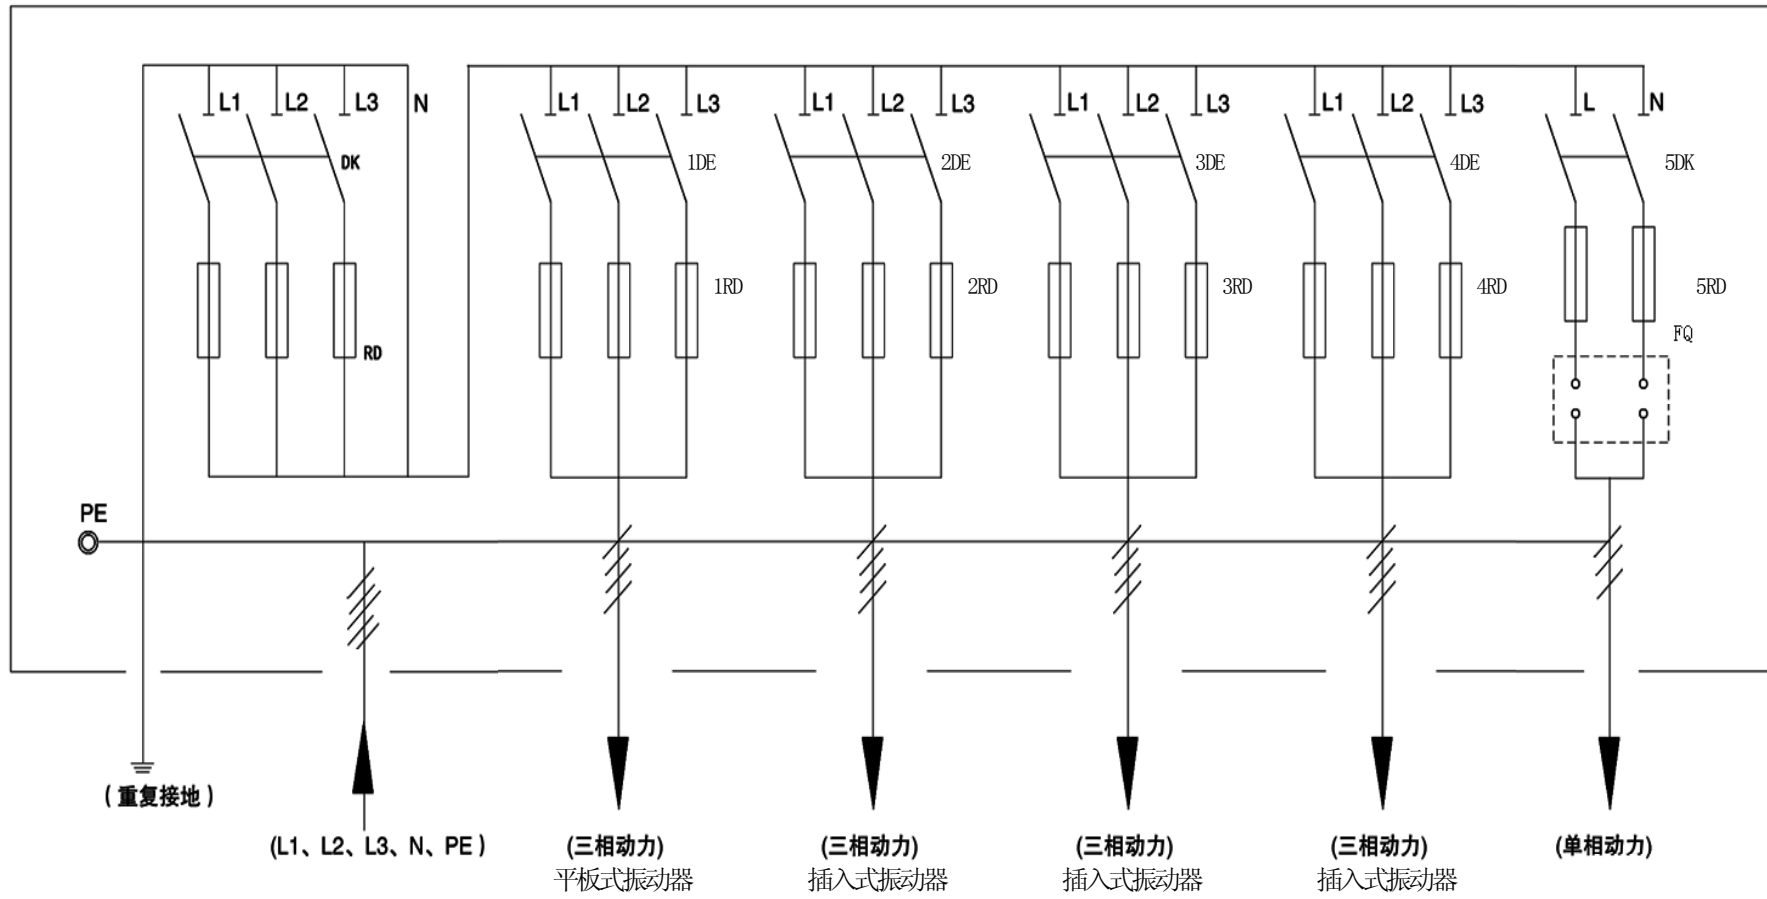 L1 L2 L3 N L1 L2 L3 L1 L2 L3 L1 L2 L3 L1 L2 L3 L N
DK 1DE 2DE 3DE 4DE 5DK
1RD 2RD 3RD 4RD 5RD
FQ
RD
PE
(重复接地)
(L1、L2、L3、N、PE) (三相动力) (三相动力) (三相动力) (三相动力) (单相动力)
平板式振动器 插入式振动器 插入式振动器 插入式振动器